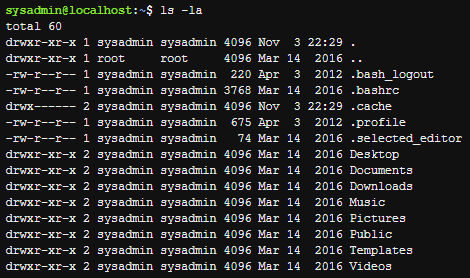 sysadmin@localhost:~$ ls -la
total 60
drwxr-xr-x 1 sysadmin sysadmin 4096 Nov  3 22:29 .
drwxr-xr-x 1 root     root     4096 Mar 14  2016 ..
-rw-r--r-- 1 sysadmin sysadmin  220 Apr  3  2012 .bash_logout
-rw-r--r-- 1 sysadmin sysadmin 3768 Mar 14  2016 .bashrc
drwx------ 2 sysadmin sysadmin 4096 Nov  3 22:29 .cache
-rw-r--r-- 1 sysadmin sysadmin  675 Apr  3  2012 .profile
-rw-r--r-- 1 sysadmin sysadmin   74 Mar 14  2016 .selected_editor
drwxr-xr-x 2 sysadmin sysadmin 4096 Mar 14  2016 Desktop
drwxr-xr-x 2 sysadmin sysadmin 4096 Mar 14  2016 Documents
drwxr-xr-x 2 sysadmin sysadmin 4096 Mar 14  2016 Downloads
drwxr-xr-x 2 sysadmin sysadmin 4096 Mar 14  2016 Music
drwxr-xr-x 2 sysadmin sysadmin 4096 Mar 14  2016 Pictures
drwxr-xr-x 2 sysadmin sysadmin 4096 Mar 14  2016 Public
drwxr-xr-x 2 sysadmin sysadmin 4096 Mar 14  2016 Templates
drwxr-xr-x 2 sysadmin sysadmin 4096 Mar 14  2016 Videos